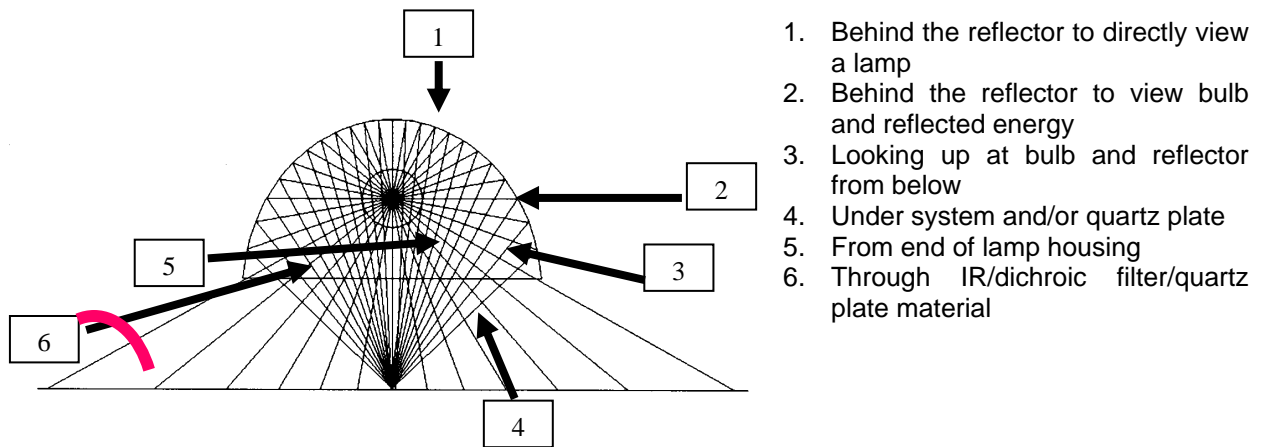 1
2
3
4
5
6
1. Behind the reflector to directly view
a lamp
2. Behind the reflector to view bulb
and reflected energy
3. Looking up at bulb and reflector
from below
4. Under system and/or quartz plate
5. From end of lamp housing
6. Through IR/dichroic filter/quartz
plate material